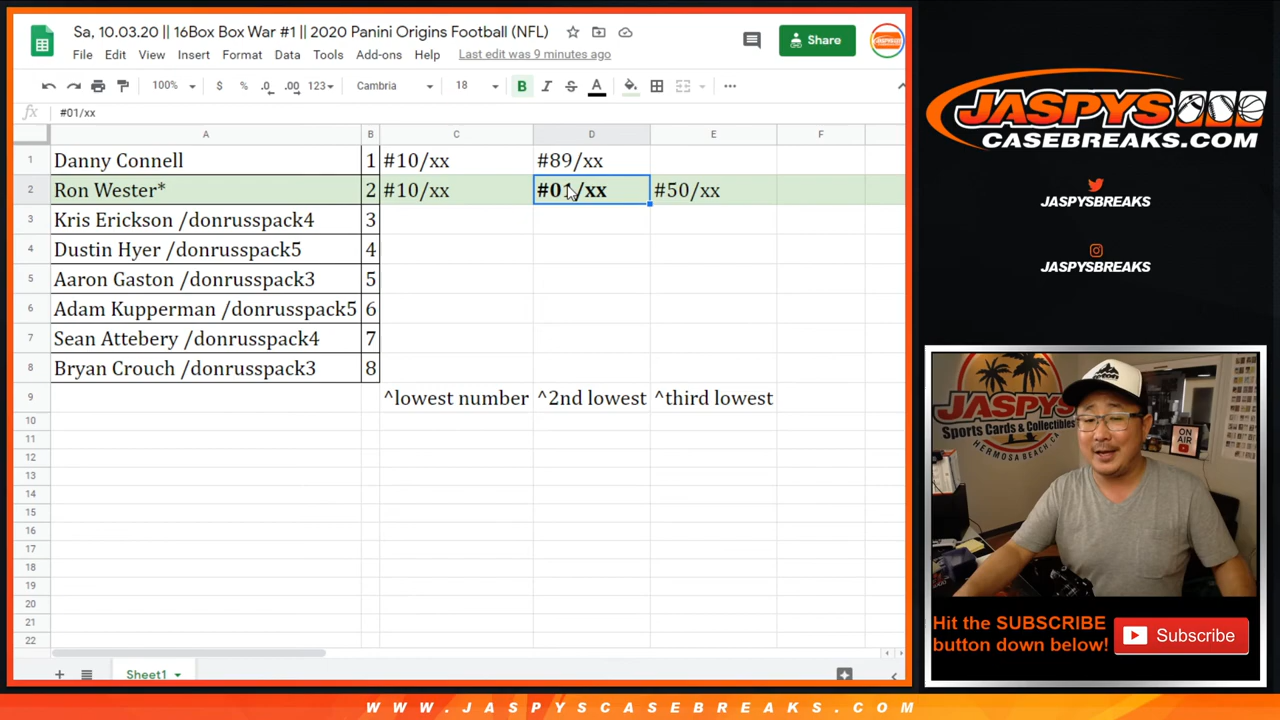 Sa, 10.03.20 || 16Box Box War #1 || 2020 Panini Origins Football (NFL)
File Edit View Insert Format Data Tools Add-ons Help Last edit was 9 minutes ago
Share
100% $ % .0 .00 123 Cambria 18 B I S A
fx #01/xx
A B C D E F
1 Danny Connell 1 #10/xx #89/xx
2 Ron Wester* 2 #10/xx #01/xx #50/xx
3 Kris Erickson /donrusspack4 3
4 Dustin Hyer /donrusspack5 4
5 Aaron Gaston /donrusspack3 5
6 Adam Kupperman /donrusspack5 6
7 Sean Attebery /donrusspack4 7
8 Bryan Crouch /donrusspack3 8
9 ^lowest number ^2nd lowest ^third lowest
10
11
12
13
14
15
16
17
18
19
20
21
22
Sheet1
JASPYS
CASEBREAKS.COM
JASPYSBREAKS
JASPYSBREAKS
JASPYS
Sports Cards & Collectibles
HERMOSA BEACH, CA
ON AIR
Hit the SUBSCRIBE
button down below!
Subscribe
WWW.JASPYSCASEBREAKS.COM